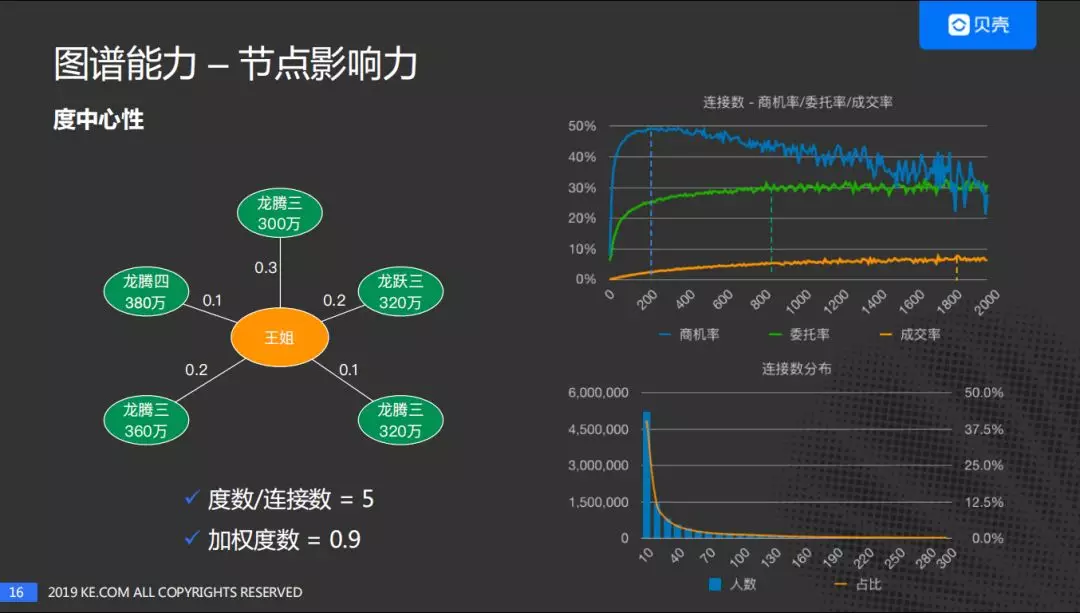 贝壳
图谱能力 – 节点影响力
度中心性
龙腾三
300万
0.3
龙腾四
380万
0.1
龙跃三
320万
0.2
王姐
0.2
龙腾三
360万
0.1
龙腾三
320万
度数/连接数 = 5
加权度数 = 0.9
连接数 - 商机率/委托率/成交率
50%
40%
30%
20%
10%
0%
0 200 400 600 800 1000 1200 1400 1600 1800 2000
商机率 委托率 成交率
连接数分布
6,000,000 50.0%
4,500,000 37.5%
3,000,000 25.0%
1,500,000 12.5%
0 0.0%
10 40 70 100 130 160 190 220 250 280 300
人数 占比
16 2019 KE.COM ALL COPYRIGHTS RESERVED